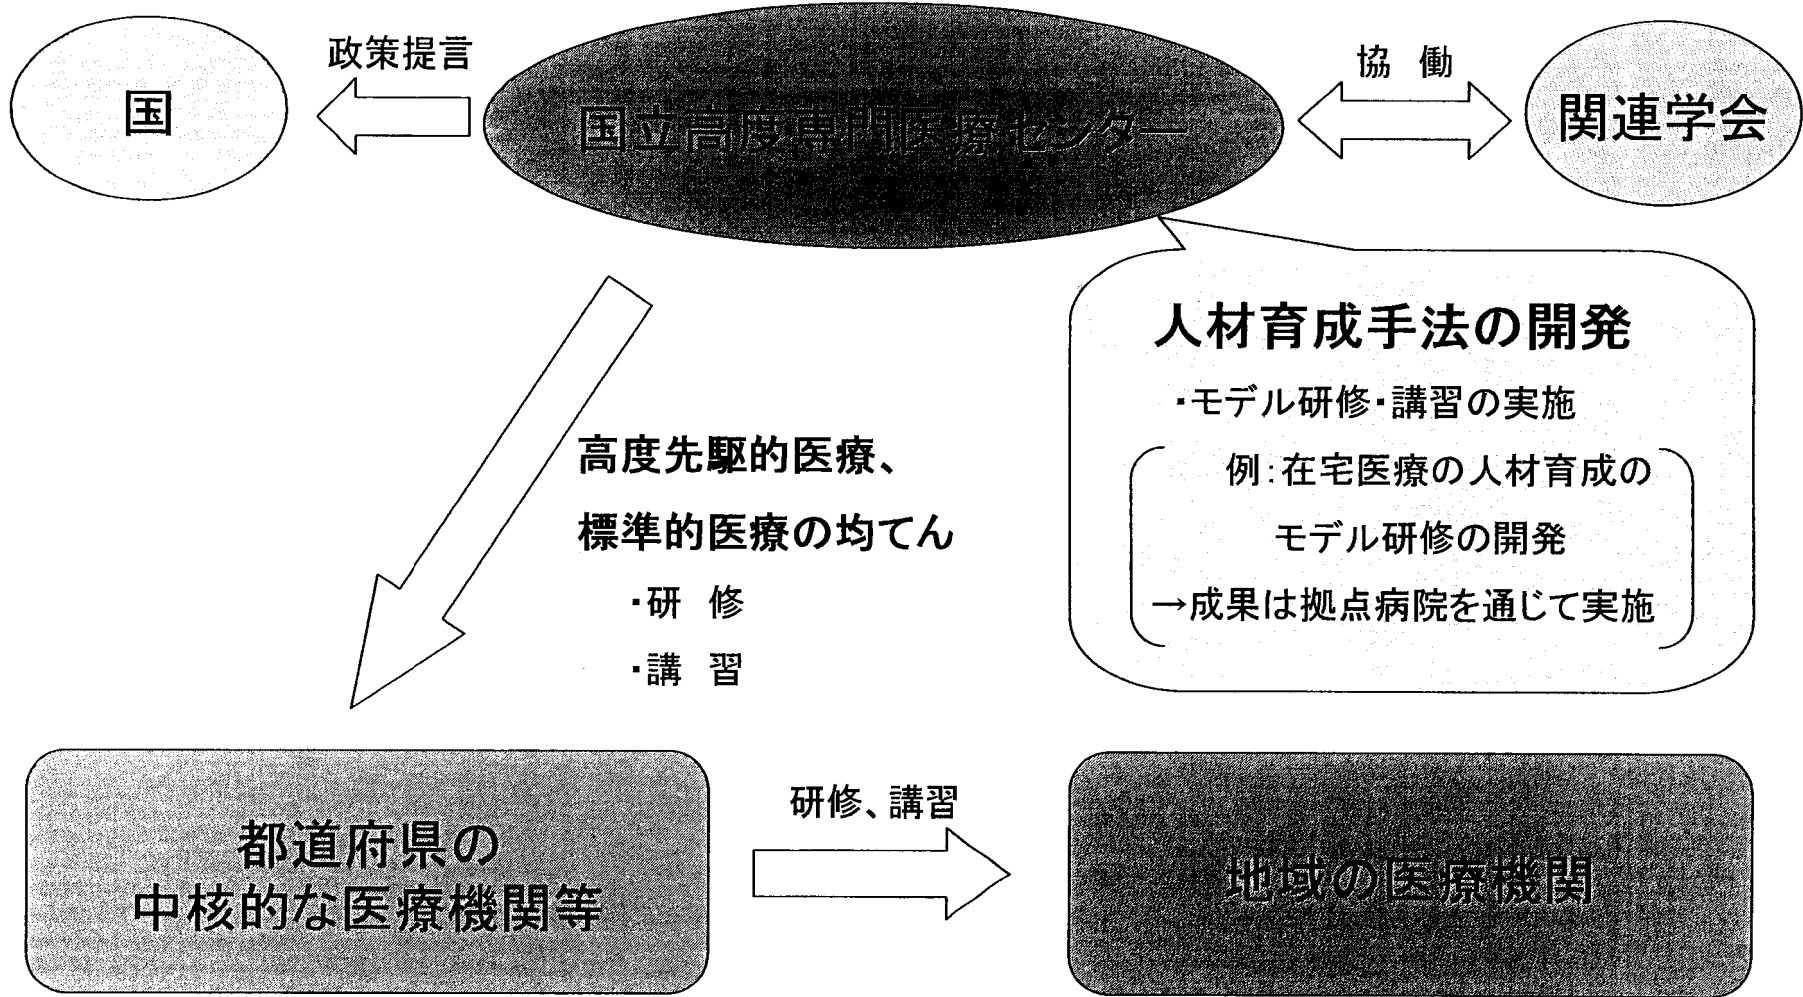 国
政策提言
国立高度専門医療センター
協 働
関連学会
人材育成手法の開発
・モデル研修・講習の実施
例：在宅医療の人材育成の
モデル研修の開発
→成果は拠点病院を通じて実施
高度先駆的医療、
標準的医療の均てん
・研 修
・講 習
都道府県の
中核的な医療機関等
研修、講習
地域の医療機関